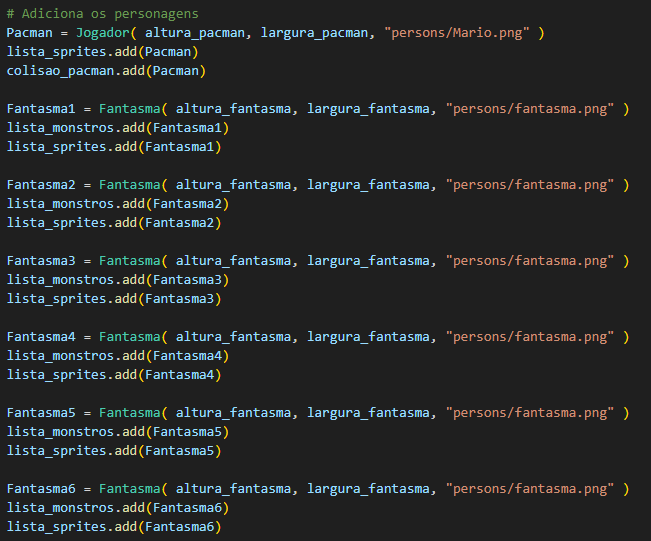 # Adiciona os personagens
Pacman = Jogador( altura_pacman, largura_pacman, "persons/Mario.png" )
lista_sprites.add(Pacman)
colisao_pacman.add(Pacman)

Fantasma1 = Fantasma( altura_fantasma, largura_fantasma, "persons/fantasma.png" )
lista_monstros.add(Fantasma1)
lista_sprites.add(Fantasma1)

Fantasma2 = Fantasma( altura_fantasma, largura_fantasma, "persons/fantasma.png" )
lista_monstros.add(Fantasma2)
lista_sprites.add(Fantasma2)

Fantasma3 = Fantasma( altura_fantasma, largura_fantasma, "persons/fantasma.png" )
lista_monstros.add(Fantasma3)
lista_sprites.add(Fantasma3)

Fantasma4 = Fantasma( altura_fantasma, largura_fantasma, "persons/fantasma.png" )
lista_monstros.add(Fantasma4)
lista_sprites.add(Fantasma4)

Fantasma5 = Fantasma( altura_fantasma, largura_fantasma, "persons/fantasma.png" )
lista_monstros.add(Fantasma5)
lista_sprites.add(Fantasma5)

Fantasma6 = Fantasma( altura_fantasma, largura_fantasma, "persons/fantasma.png" )
lista_monstros.add(Fantasma6)
lista_sprites.add(Fantasma6)